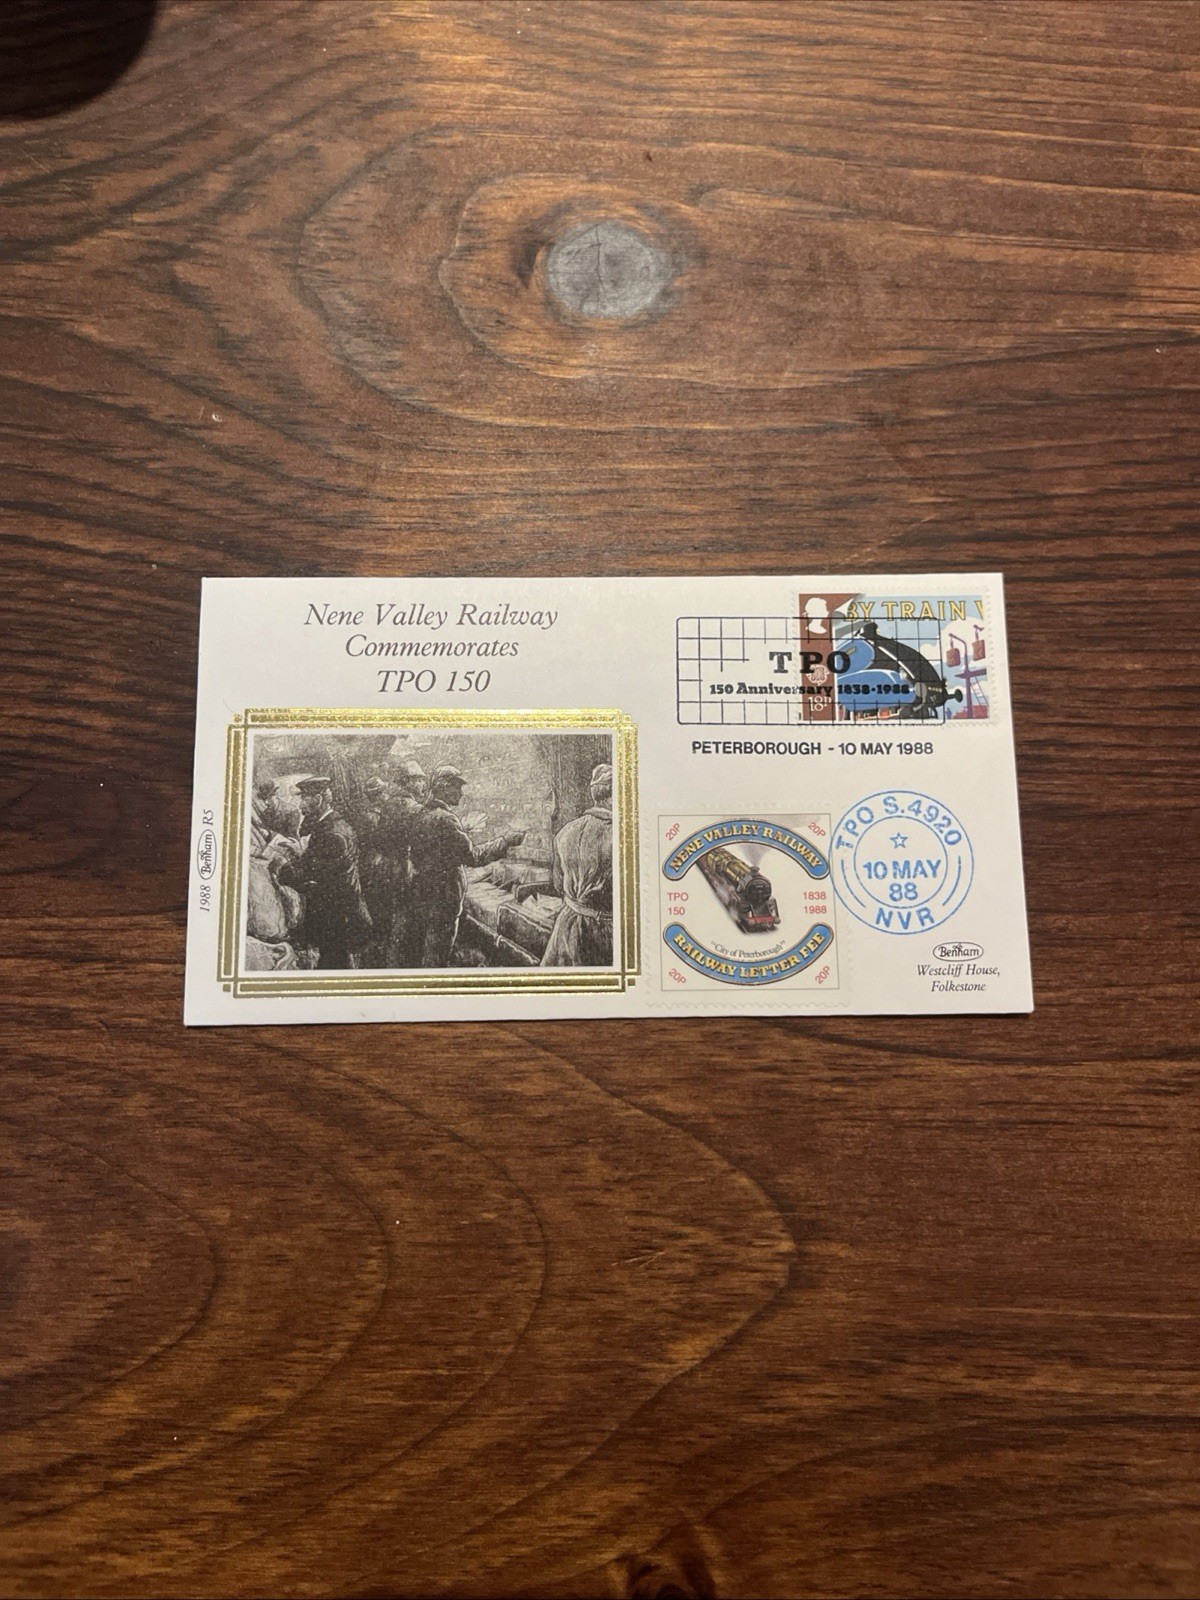 Nene Valley Railway
Commemorates
TPO 150
1988 Benham R5
BY TRAIN
18P
TPO
150 Anniversary 1838-1988
PETERBOROUGH - 10 MAY 1988
20P
20P
NENE VALLEY RAILWAY
TPO
150
1838
1988
"City of Peterborough"
RAILWAY LETTER FEE
20P
20P
TPO S.4920
10 MAY
88
NVR
Benham
Westcliff House,
Folkestone